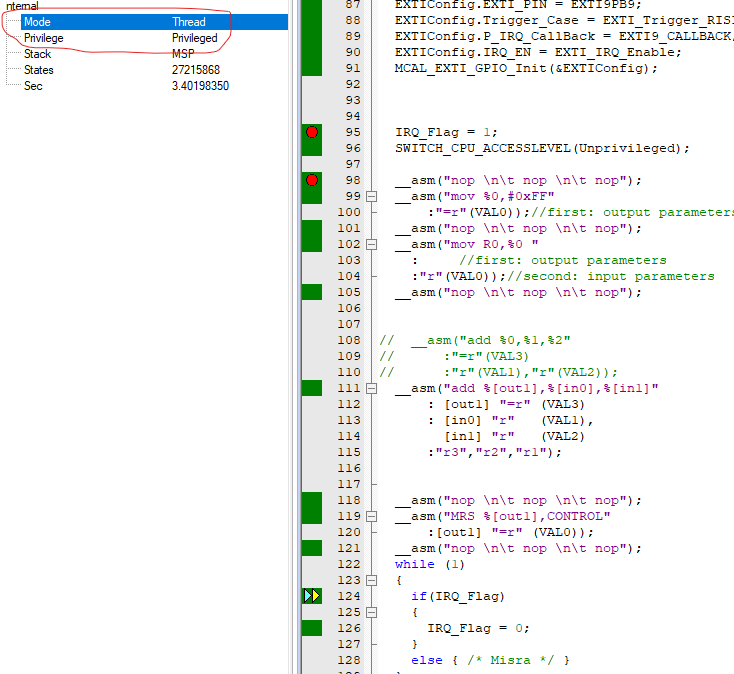 nternal
Mode Thread
Privilege Privileged
Stack MSP
States 27215868
Sec 3.40198350
87 EXTIConfig.EXTI_PIN = EXTI9PB9;
88 EXTIConfig.Trigger_Case = EXTI_Trigger_RISI
89 EXTIConfig.P_IRQ_CallBack = EXTI9_CALLBACK,
90 EXTIConfig.IRQ_EN = EXTI_IRQ_Enable;
91 MCAL_EXTI_GPIO_Init(&EXTIConfig);
92
93
94
95 IRQ_Flag = 1;
96 SWITCH_CPU_ACCESSLEVEL(Unprivileged);
97
98 __asm("nop \n\t nop \n\t nop");
99 __asm("mov %0,#0xFF"
100 :"=r"(VAL0));//first: output parameters
101 __asm("nop \n\t nop \n\t nop");
102 __asm("mov R0,%0 "
103 : //first: output parameters
104 :"r"(VAL0));//second: input parameters
105 __asm("nop \n\t nop \n\t nop");
106
107
108 // __asm("add %0,%1,%2"
109 // :"=r"(VAL3)
110 // :"r"(VAL1),"r"(VAL2));
111 __asm("add %[out1],%[in0],%[in1]"
112 : [out1] "=r" (VAL3)
113 : [in0] "r" (VAL1),
114 [in1] "r" (VAL2)
115 :"r3","r2","r1");
116
117
118 __asm("nop \n\t nop \n\t nop");
119 __asm("MRS %[out1],CONTROL"
120 :[out1] "=r" (VAL0));
121 __asm("nop \n\t nop \n\t nop");
122 while (1)
123 {
124 if(IRQ_Flag)
125 {
126 IRQ_Flag = 0;
127 }
128 else { /* Misra */ }